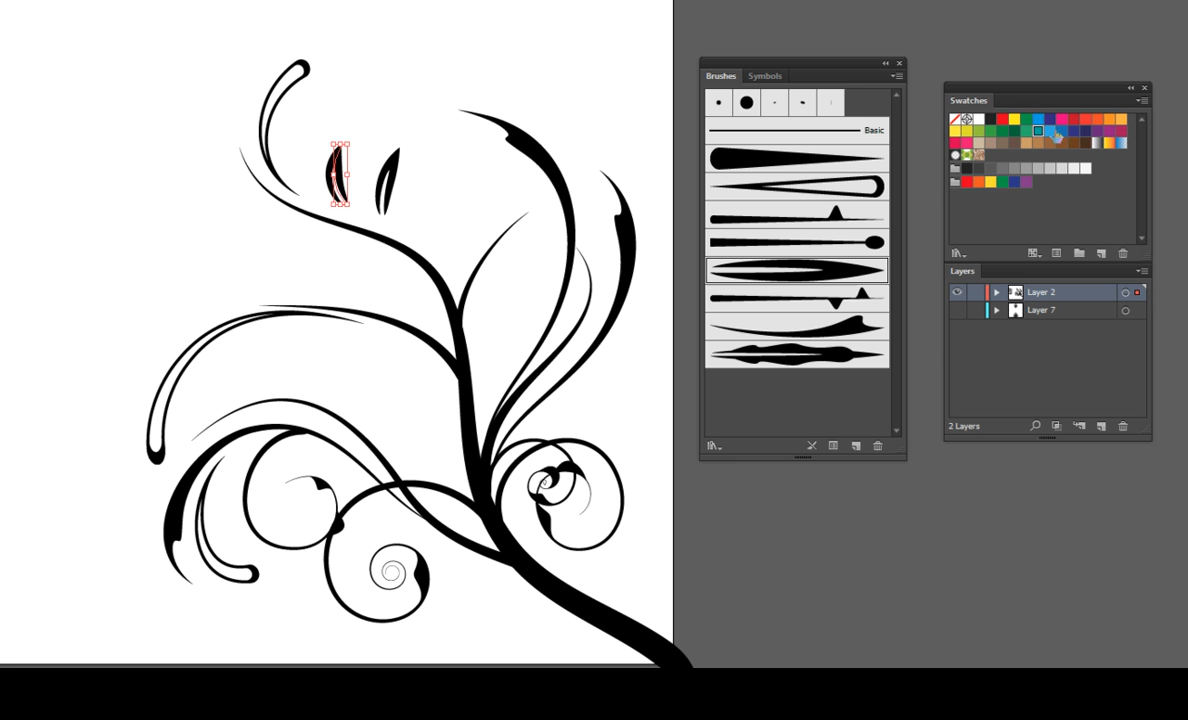 Brushes Symbols
Basic
Swatches
Layers
Layer 2
Layer 7
2 Layers